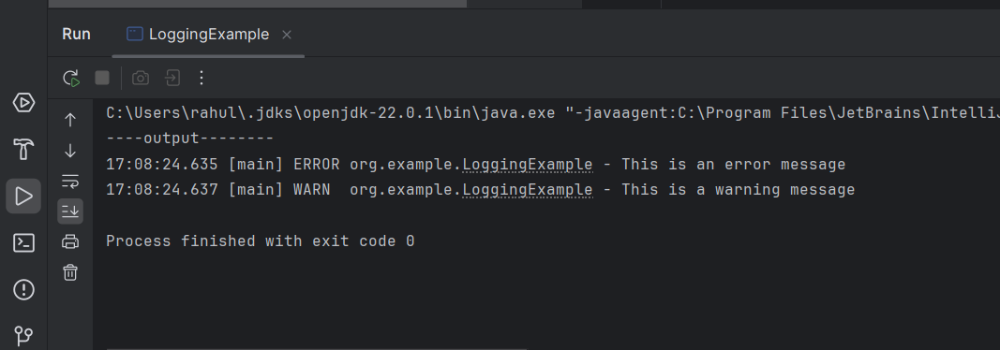 Run LoggingExample
C:\Users\rahul\.jdks\openjdk-22.0.1\bin\java.exe "-javaagent:C:\Program Files\JetBrains\IntelliJ
----output--------
17:08:24.635 [main] ERROR org.example.LoggingExample - This is an error message
17:08:24.637 [main] WARN  org.example.LoggingExample - This is a warning message
Process finished with exit code 0